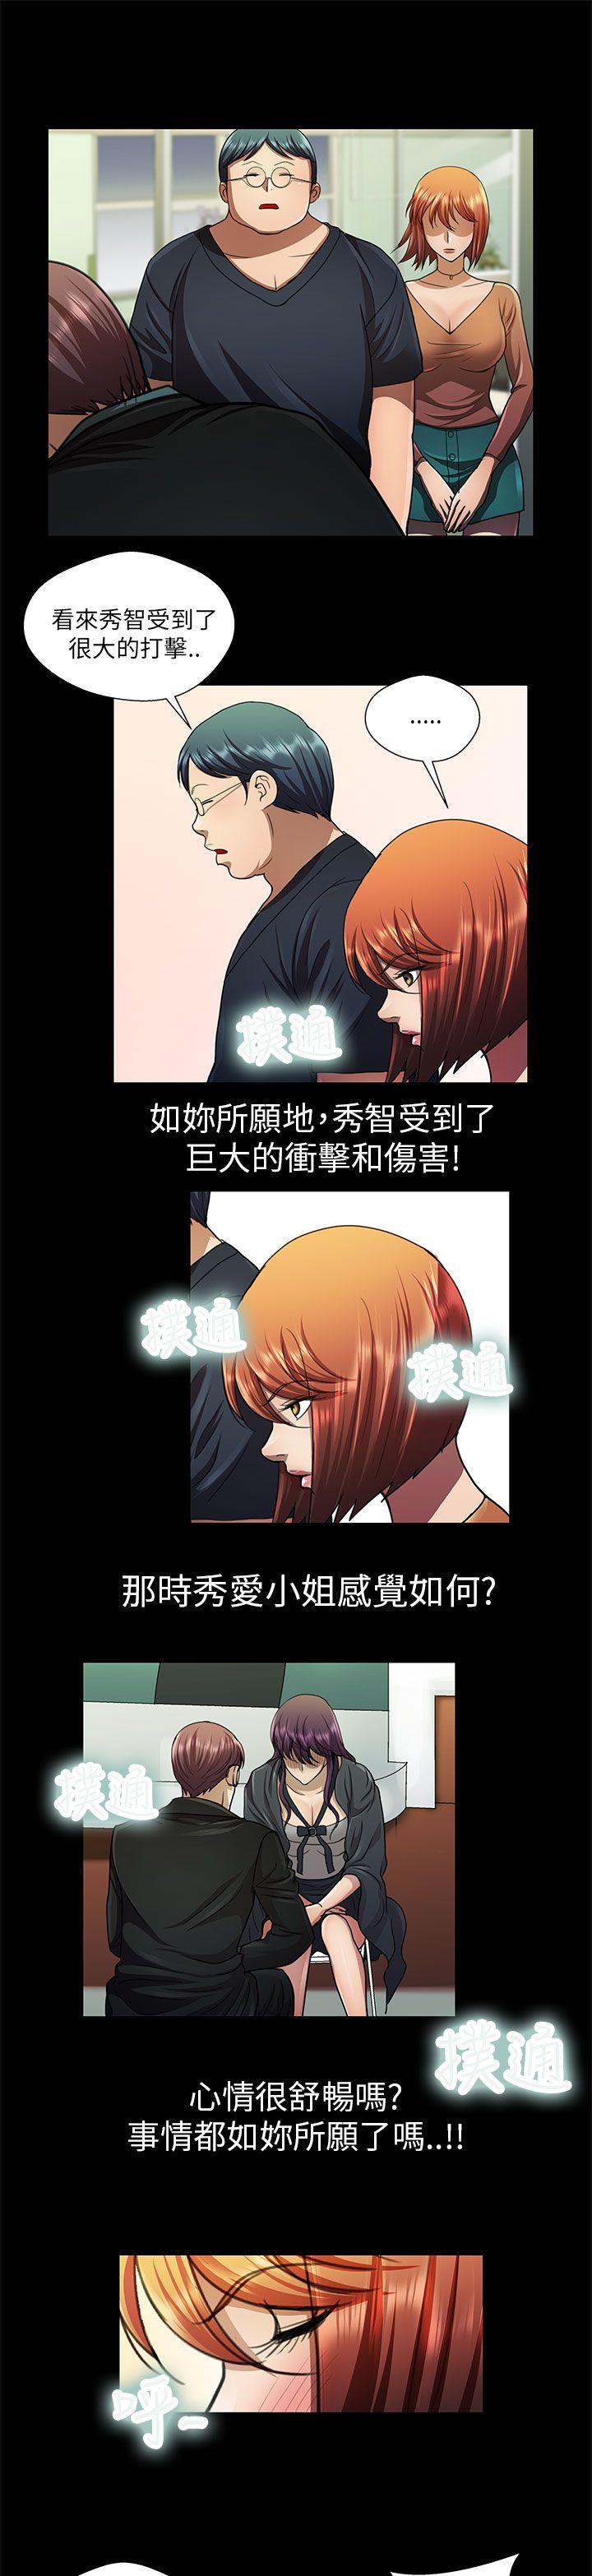 看來秀智受到了
很大的打擊..
.....
撲通
如妳所願地，秀智受到了
巨大的衝擊和傷害!
撲通
撲通
那時秀愛小姐感覺如何?
撲通
撲通
心情很舒暢嗎?
事情都如妳所願了嗎..!!
呼~